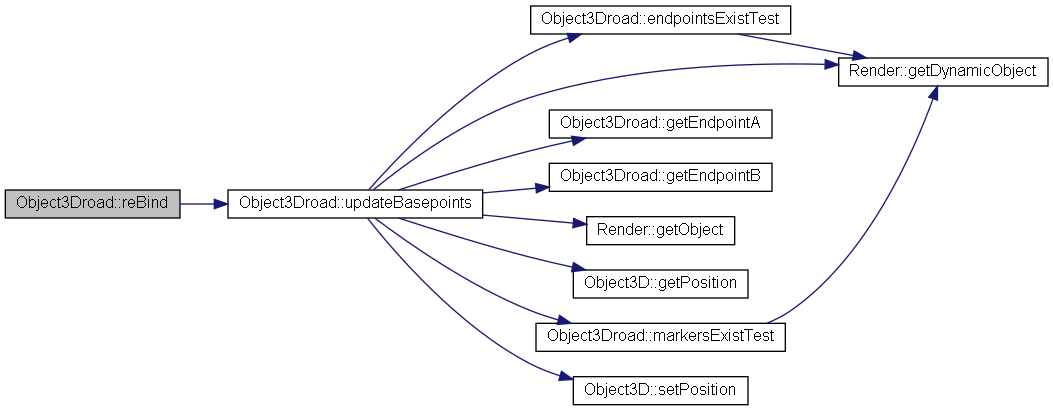 Object3Droad::endpointsExistTest
Render::getDynamicObject
Object3Droad::getEndpointA
Object3Droad::getEndpointB
Object3Droad::reBind
Object3Droad::updateBasepoints
Render::getObject
Object3D::getPosition
Object3Droad::markersExistTest
Object3D::setPosition